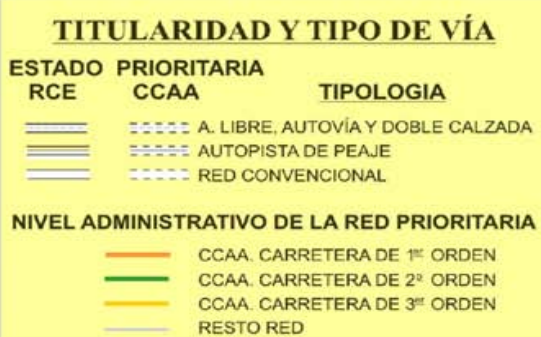 TITULARIDAD Y TIPO DE VÍA
ESTADO PRIORITARIA
RCE CCAA TIPOLOGIA
A. LIBRE, AUTOVÍA Y DOBLE CALZADA
AUTOPISTA DE PEAJE
RED CONVENCIONAL
NIVEL ADMINISTRATIVO DE LA RED PRIORITARIA
CCAA. CARRETERA DE 1er ORDEN
CCAA. CARRETERA DE 2º ORDEN
CCAA. CARRETERA DE 3er ORDEN
RESTO RED